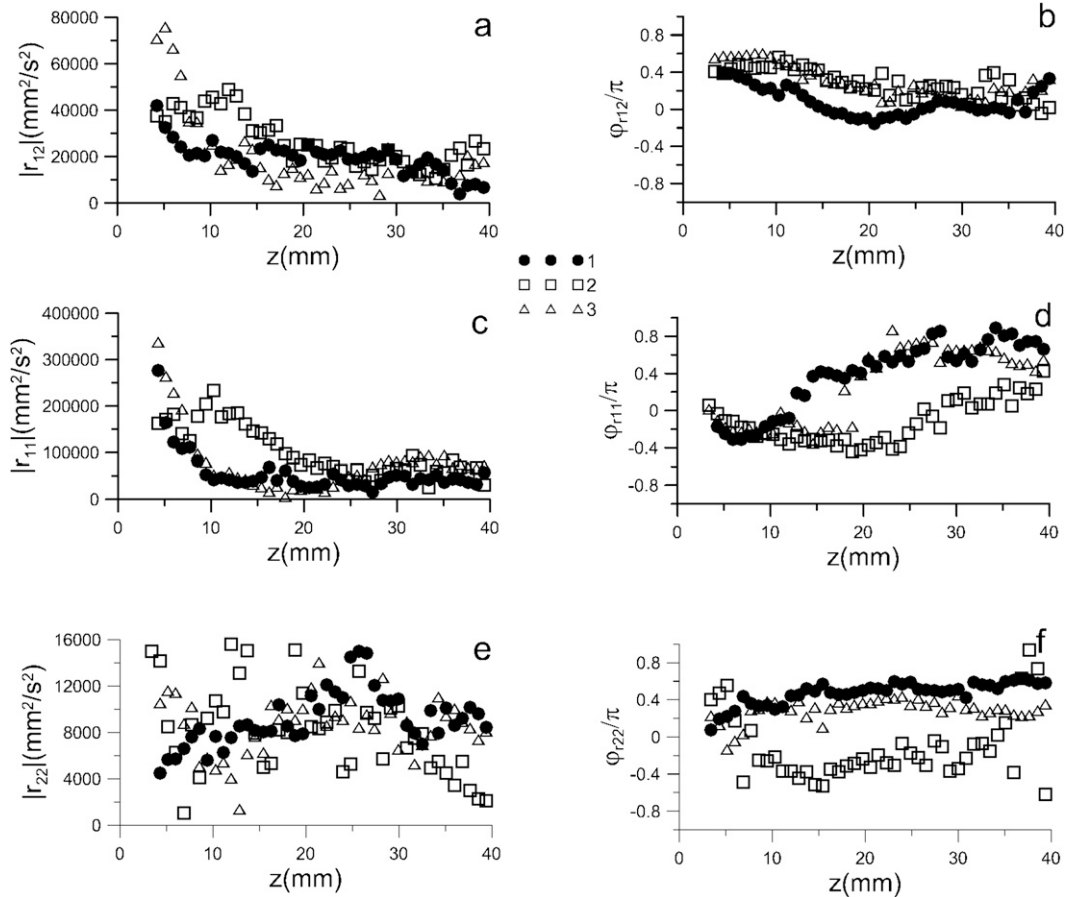 a
|r₁₂|(mm²/s²)
80000
60000
40000
20000
0
0 10 20 30 40
z(mm)
b
φr12/π
0.8
0.4
0
-0.4
-0.8
0 10 20 30 40
z(mm)
1
2
3
c
|r₁₁|(mm²/s²)
400000
300000
200000
100000
50000
0
0 10 20 30 40
z(mm)
d
φr11/π
0.8
0.4
0
-0.4
-0.8
0 10 20 30 40
z(mm)
e
|r₂₂|(mm²/s²)
16000
12000
8000
4000
0
0 10 20 30 40
z(mm)
f
φr22/π
0.8
0.4
0
-0.4
-0.8
0 10 20 30 40
z(mm)